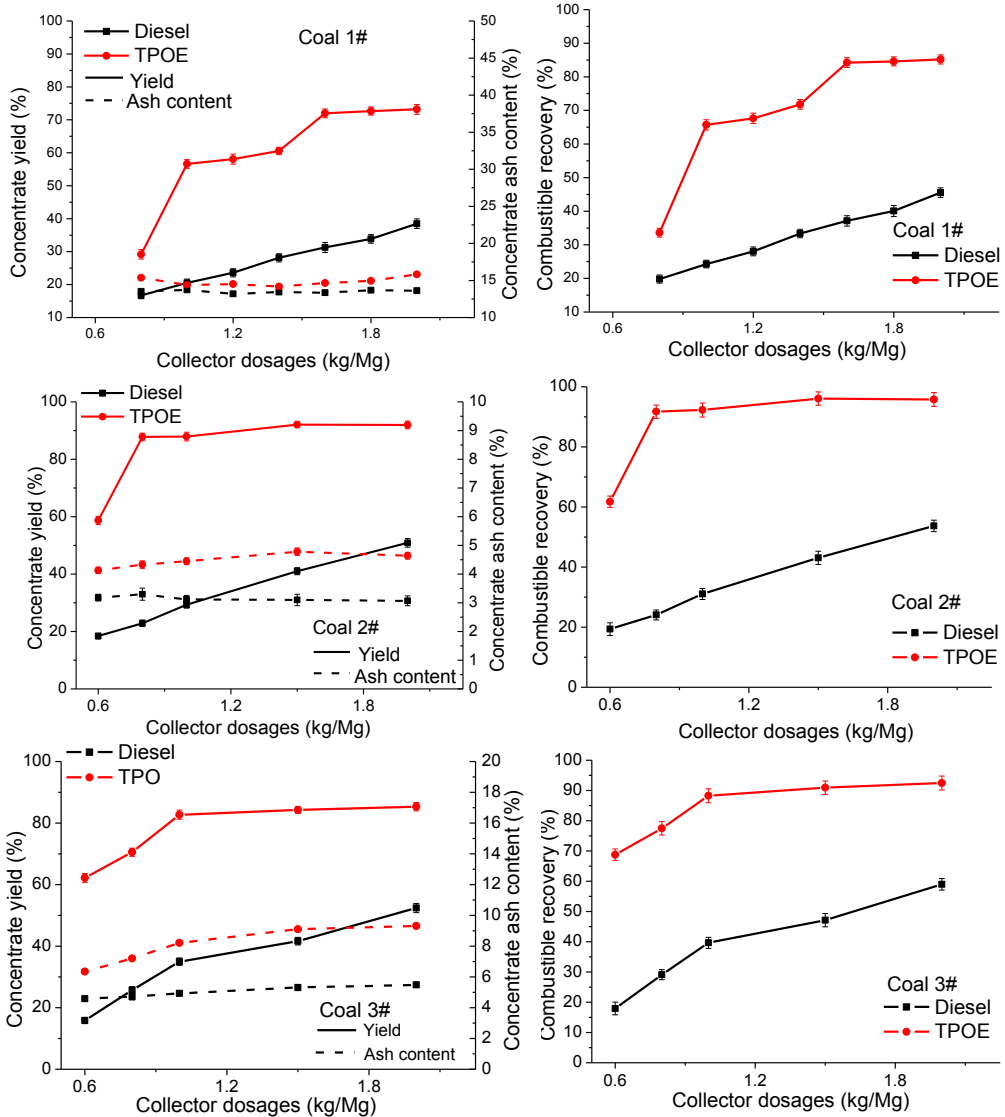 Diesel
TPOE
Yield
Ash content
Coal 1#
Concentrate yield (%)
100
90
80
70
60
50
40
30
20
10
0.6
1.2
1.8
50
45
40
35
30
25
20
15
10
Concentrate ash content (%)
Collector dosages (kg/Mg)
Combustible recovery (%)
100
90
80
70
60
50
40
30
20
10
0.6
1.2
1.8
Coal 1#
Diesel
TPOE
Collector dosages (kg/Mg)
Diesel
TPOE
Concentrate yield (%)
100
80
60
40
20
0
0.6
1.2
1.8
10
9
8
7
6
5
4
3
2
1
0
Concentrate ash content (%)
Coal 2#
Yield
Ash content
Collector dosages (kg/Mg)
Combustible recovery (%)
100
80
60
40
20
0
0.6
1.2
1.8
Coal 2#
Diesel
TPOE
Collector dosages (kg/Mg)
Diesel
TPO
Concentrate yield (%)
100
80
60
40
20
0
0.6
1.2
1.8
20
18
16
14
12
10
8
6
4
2
0
Concentrate ash content (%)
Coal 3#
Yield
Ash content
Collector dosages (kg/Mg)
Combustible recovery (%)
100
90
80
70
60
50
40
30
20
10
0
0.6
1.2
1.8
Coal 3#
Diesel
TPOE
Collector dosages (kg/Mg)